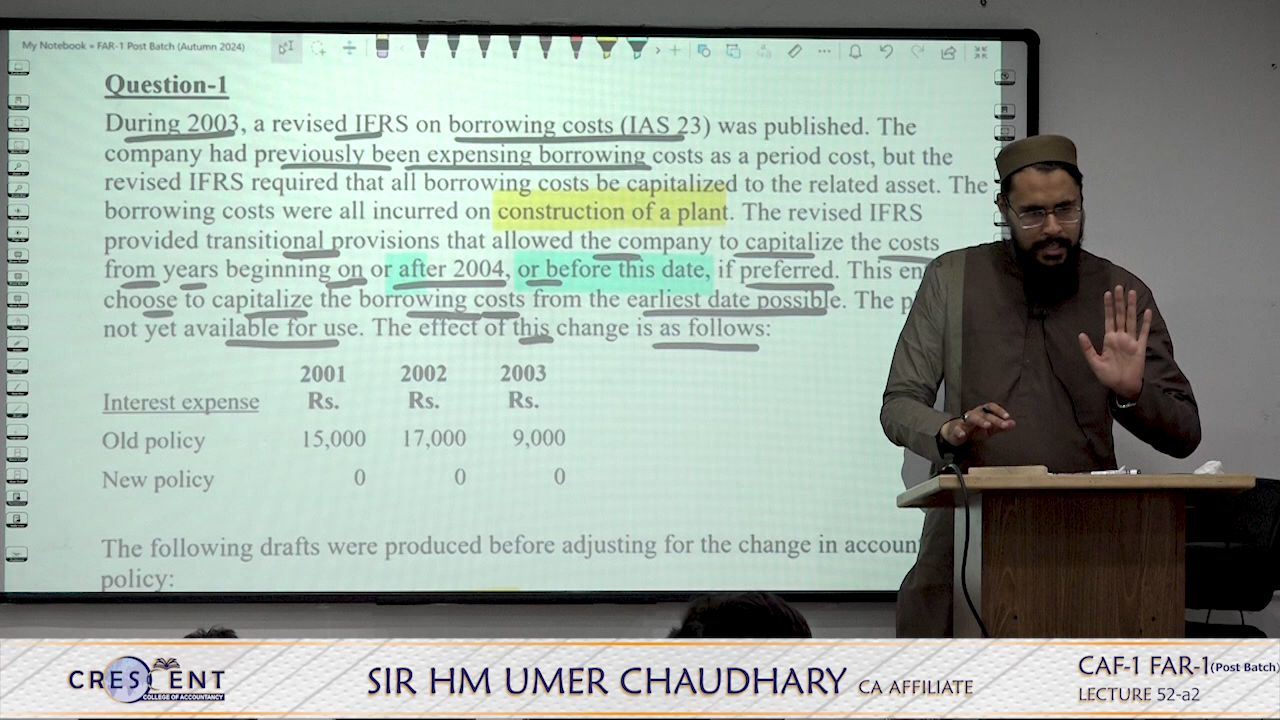 My Notebook » FAR-1 Post Batch (Autumn 2024)
Question-1
During 2003, a revised IFRS on borrowing costs (IAS 23) was published. The
company had previously been expensing borrowing costs as a period cost, but the
revised IFRS required that all borrowing costs be capitalized to the related asset. The
borrowing costs were all incurred on construction of a plant. The revised IFRS
provided transitional provisions that allowed the company to capitalize the costs
from years beginning on or after 2004, or before this date, if preferred. This en
choose to capitalize the borrowing costs from the earliest date possible. The p
not yet available for use. The effect of this change is as follows:
2001 2002 2003
Interest expense Rs. Rs. Rs.
Old policy 15,000 17,000 9,000
New policy 0 0 0
The following drafts were produced before adjusting for the change in accoun
policy:
CRESCENT
COLLEGE OF ACCOUNTANCY
SIR HM UMER CHAUDHARY CA AFFILIATE
CAF-1 FAR-1(Post Batch)
LECTURE 52-a2